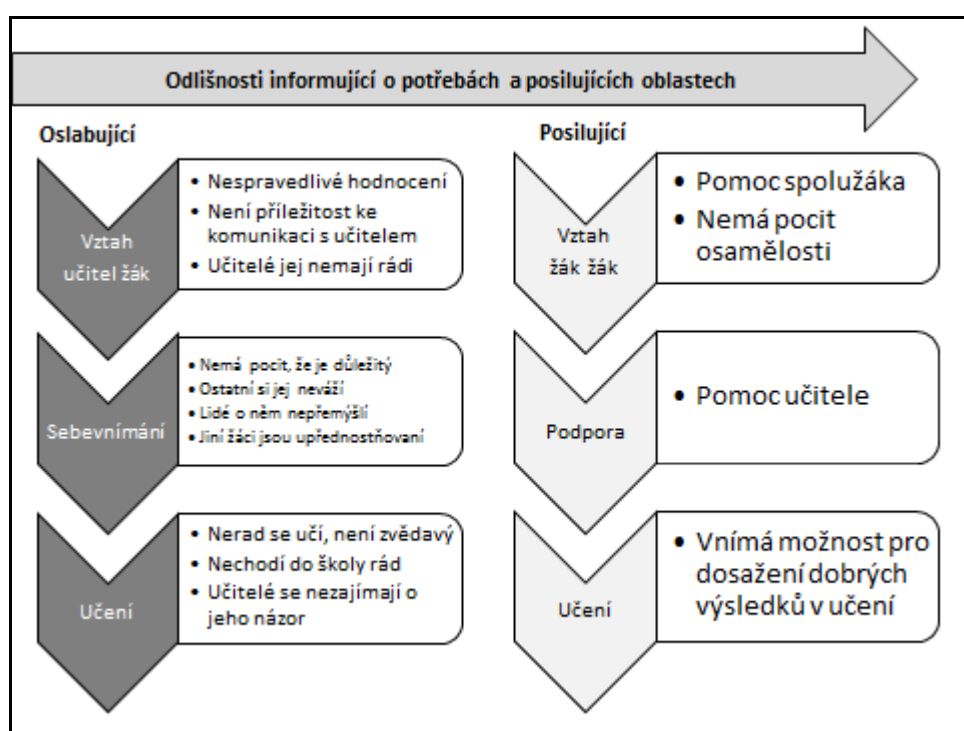 Odlišnosti informující o potřebách a posilujících oblastech
Oslabující
Vztah
učitel žák
• Nespravedlivé hodnocení
• Není příležitost ke
komunikaci s učitelem
• Učitelé jej nemají rádi
Sebevnímání
• Nemá pocit, že je důležitý
• Ostatní si jej neváží
• Lidé o něm nepřemýšlí
• Jiní žáci jsou upřednostňovaní
Učení
• Nerad se učí, není zvědavý
• Nechodí do školy rád
• Učitelé se nezajímají o
jeho názor
Posilující
Vztah
žák žák
• Pomoc spolužáka
• Nemá pocit
osamělosti
Podpora
• Pomoc učitele
Učení
• Vnímá možnost pro
dosažení dobrých
výsledků v učení